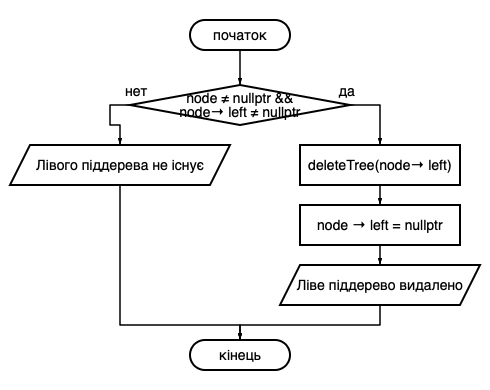 початок
нет
да
node ≠ nullptr &&
node→ left ≠ nullptr
Лівого піддерева не існує
deleteTree(node→ left)
node → left = nullptr
Ліве піддерево видалено
кінець